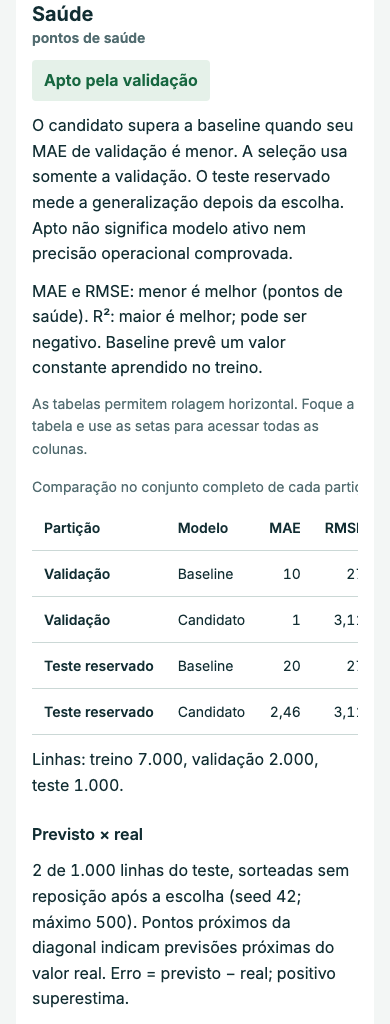 Saúde
pontos de saúde
Apto pela validação
O candidato supera a baseline quando seu
MAE de validação é menor. A seleção usa
somente a validação. O teste reservado
mede a generalização depois da escolha.
Apto não significa modelo ativo nem
precisão operacional comprovada.
MAE e RMSE: menor é melhor (pontos de
saúde). R²: maior é melhor; pode ser
negativo. Baseline prevê um valor
constante aprendido no treino.
As tabelas permitem rolagem horizontal. Foque a
tabela e use as setas para acessar todas as
colunas.
Comparação no conjunto completo de cada
Partição Modelo MAE
Validação Baseline 10
Validação Candidato 1
Teste reservado Baseline 20
Teste reservado Candidato 2,46
Linhas: treino 7.000, validação 2.000,
teste 1.000.
Previsto × real
2 de 1.000 linhas do teste, sorteadas sem
reposição após a escolha (seed 42;
máximo 500). Pontos próximos da
diagonal indicam previsões próximas do
valor real. Erro = previsto − real; positivo
superestima.